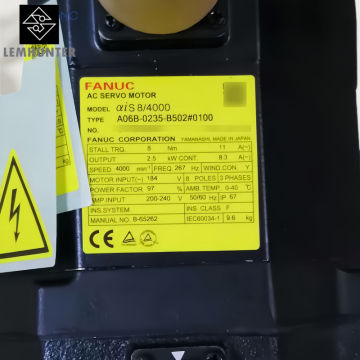 LEMHUNTER
FANUC
AC SERVO MOTOR
MODEL αiS 8/4000
TYPE A06B-0235-B502#0100
NO.
FANUC CORPORATION YAMANASHI, MADE IN JAPAN
STALL TRQ. 8 Nm 11 A(~)
OUTPUT 2.5 kW CONT. 8.3 A(~)
SPEED 4000 min⁻¹ FREQ. 267 Hz WIND CON. Y
MOTOR INPUT(~) 184 V 8 POLES 3 PHASES
POWER FACTOR 97 % AMB.TEMP. 0-40 °C
AMP.INPUT 200-240 V 50/60 Hz IP 67
INS.SYSTEM INS CLASS F
MANUAL NO. B-65262 IEC60034-1 9.6 kg
CE